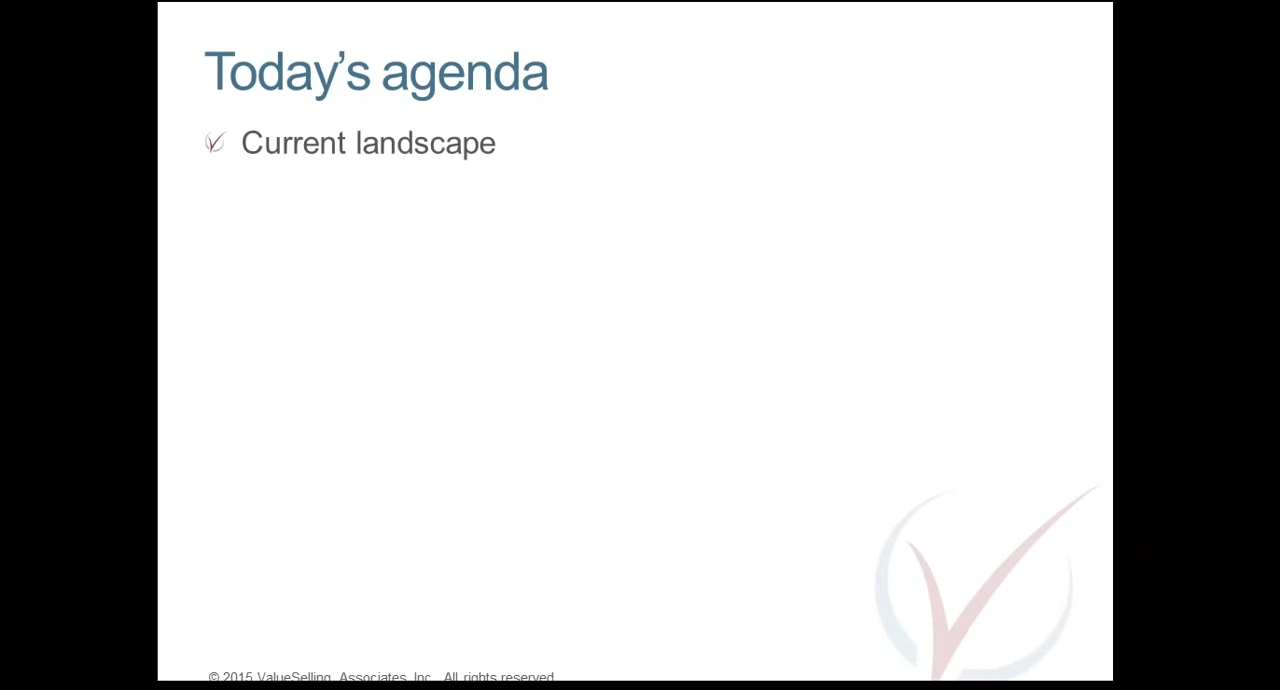 Today’s agenda
Current landscape
© 2015 ValueSelling Associates, Inc. All rights reserved